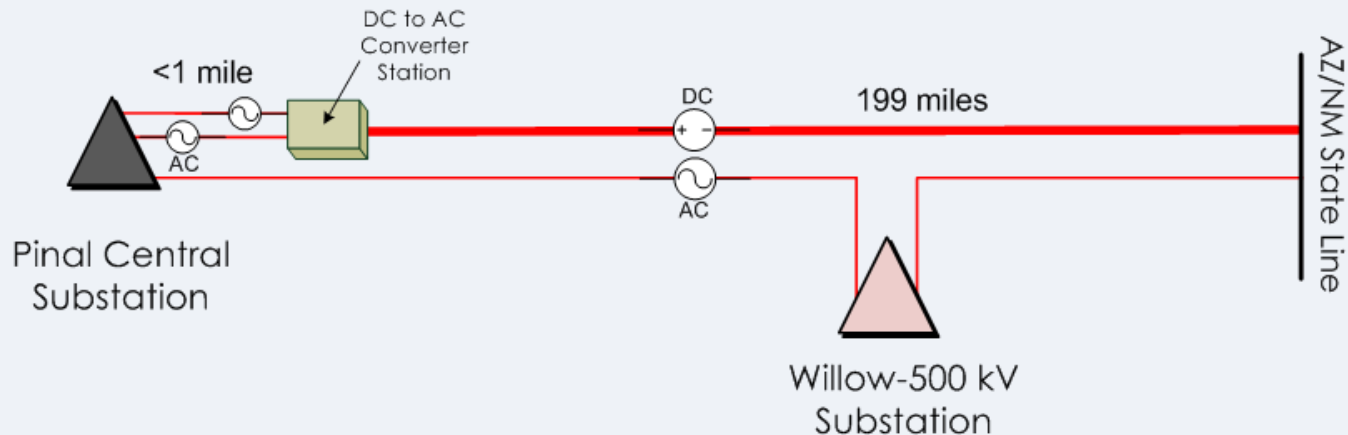 DC to AC
Converter
Station
<1 mile
AC
DC
+ −
199 miles
AC
AZ/NM State Line
Pinal Central
Substation
Willow-500 kV
Substation